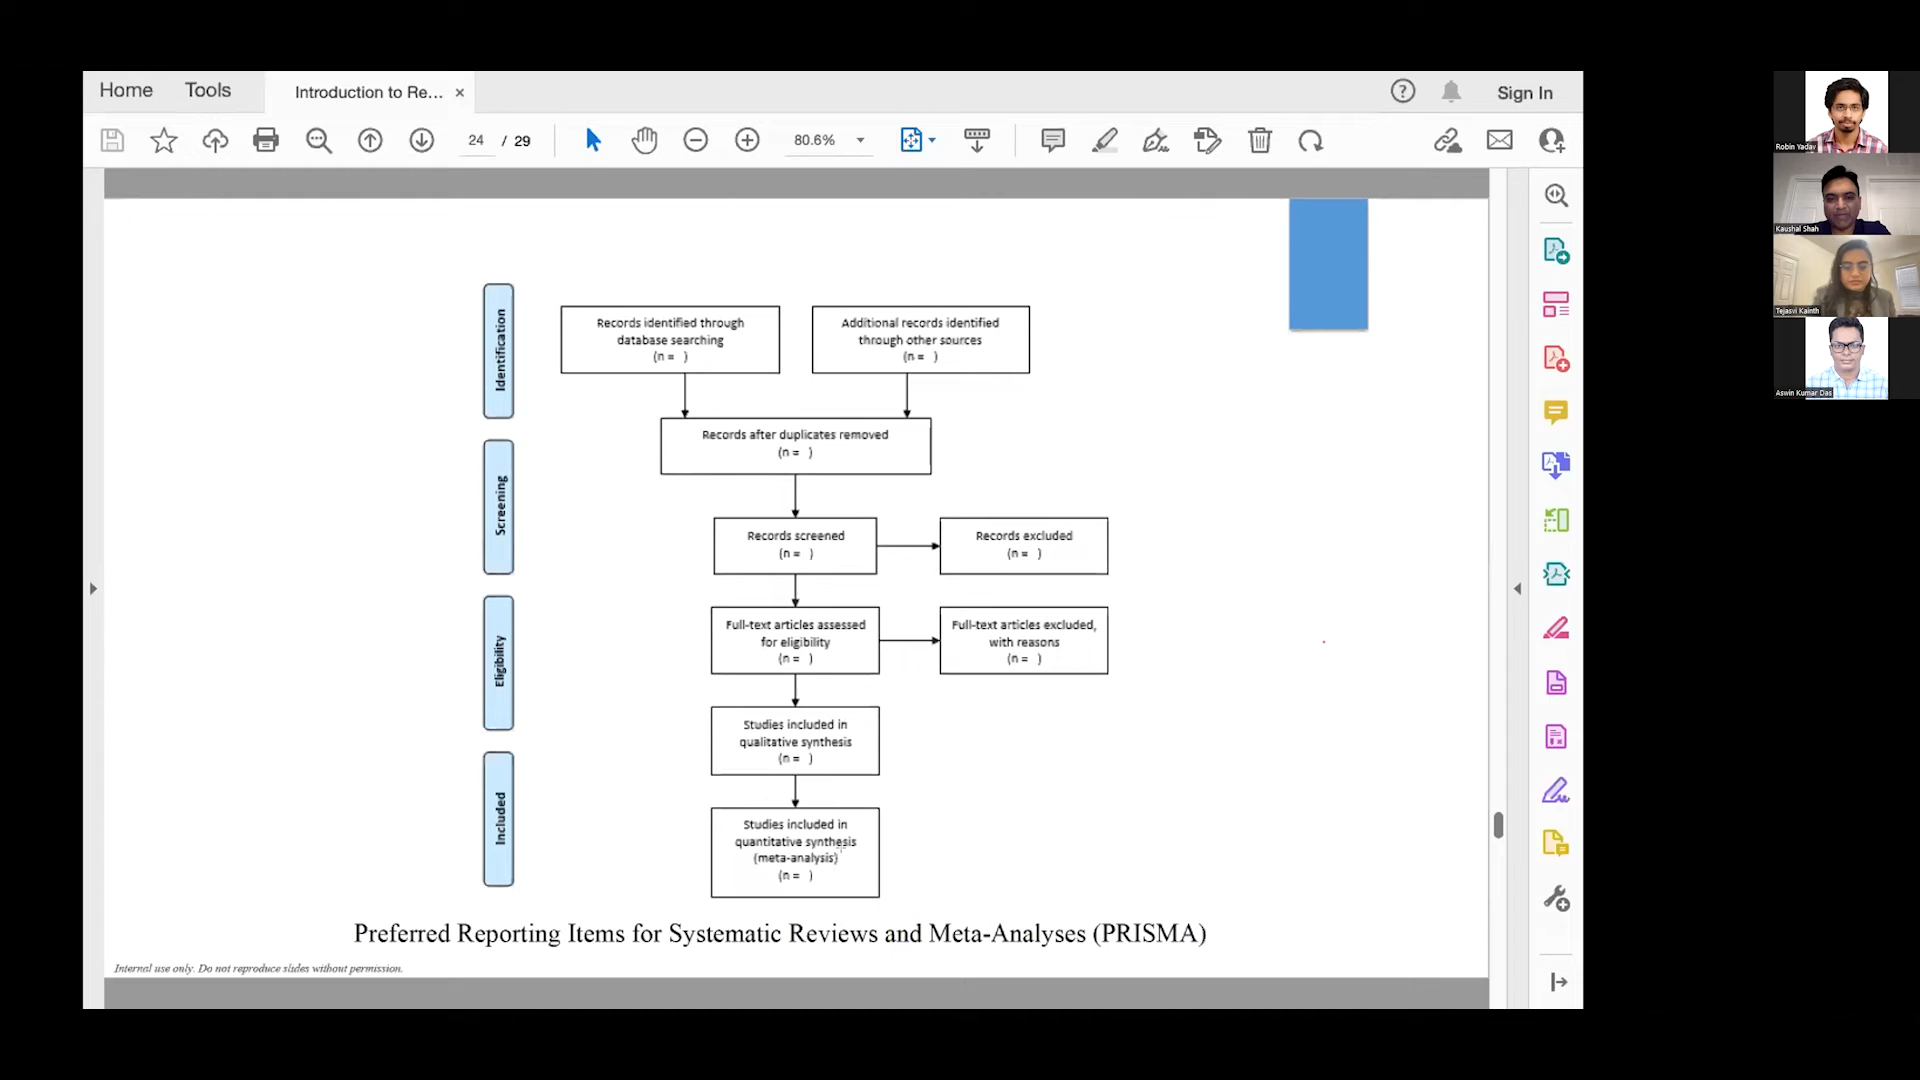 Home Tools Introduction to Re... × Sign In
24 / 29 80.6%
Identification
Records identified through
database searching
(n = )
Additional records identified
through other sources
(n = )
Records after duplicates removed
(n = )
Screening
Records screened
(n = )
Records excluded
(n = )
Eligibility
Full-text articles assessed
for eligibility
(n = )
Full-text articles excluded,
with reasons
(n = )
Studies included in
qualitative synthesis
(n = )
Included
Studies included in
quantitative synthesis
(meta-analysis)
(n = )
Preferred Reporting Items for Systematic Reviews and Meta-Analyses (PRISMA)
Internal use only. Do not reproduce slides without permission.
Robin Yadav
Kaushal Shah
Tejasvi Kainth
Aswin Kumar Das